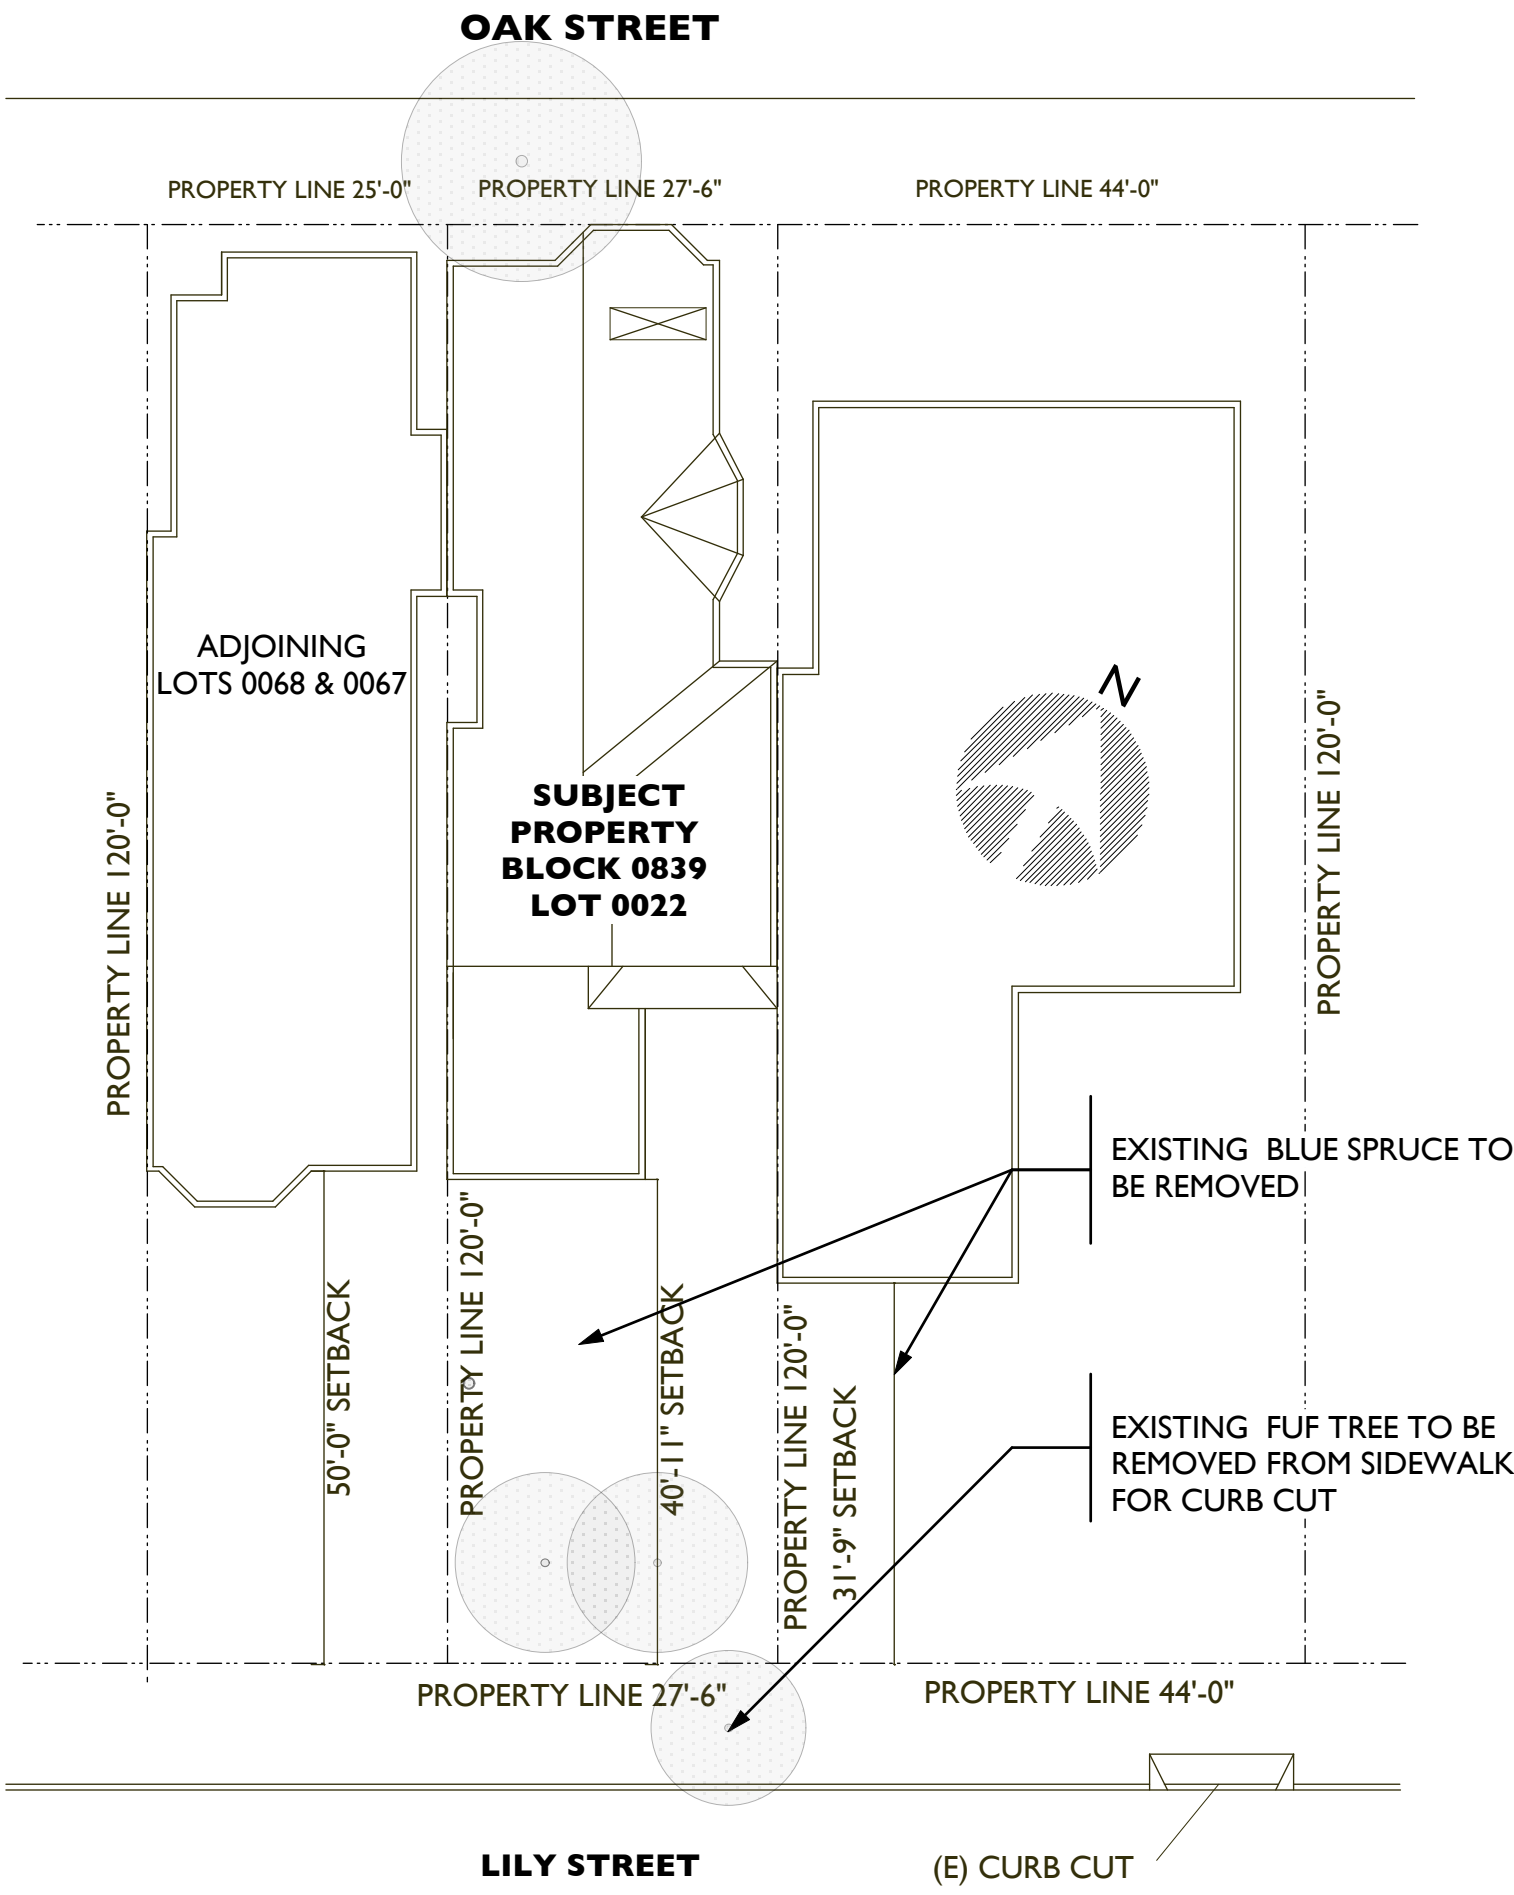 OAK STREET
PROPERTY LINE 25'-0"
PROPERTY LINE 27'-6"
PROPERTY LINE 44'-0"
ADJOINING
LOTS 0068 & 0067
N
PROPERTY LINE 120'-0"
SUBJECT
PROPERTY
BLOCK 0839
LOT 0022
PROPERTY LINE 120'-0"
EXISTING BLUE SPRUCE TO
BE REMOVED
50'-0" SETBACK
PROPERTY LINE 120'-0"
40'-11" SETBACK
PROPERTY LINE 120'-0"
31'-9" SETBACK
EXISTING FUF TREE TO BE
REMOVED FROM SIDEWALK
FOR CURB CUT
PROPERTY LINE 27'-6"
PROPERTY LINE 44'-0"
LILY STREET
(E) CURB CUT